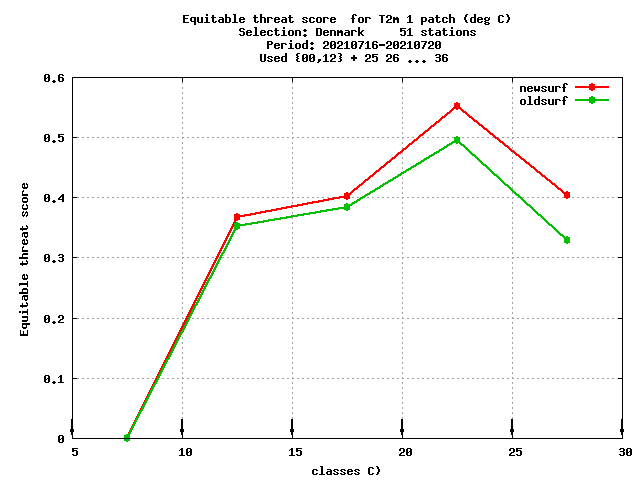 Equitable threat score  for T2m 1 patch (deg C)
Selection: Denmark     51 stations
Period: 20210716-20210720
Used {00,12} + 25 26 ... 36
newsurf
oldsurf
0.6
0.5
0.4
0.3
0.2
0.1
0
Equitable threat score
5 10 15 20 25 30
classes C)